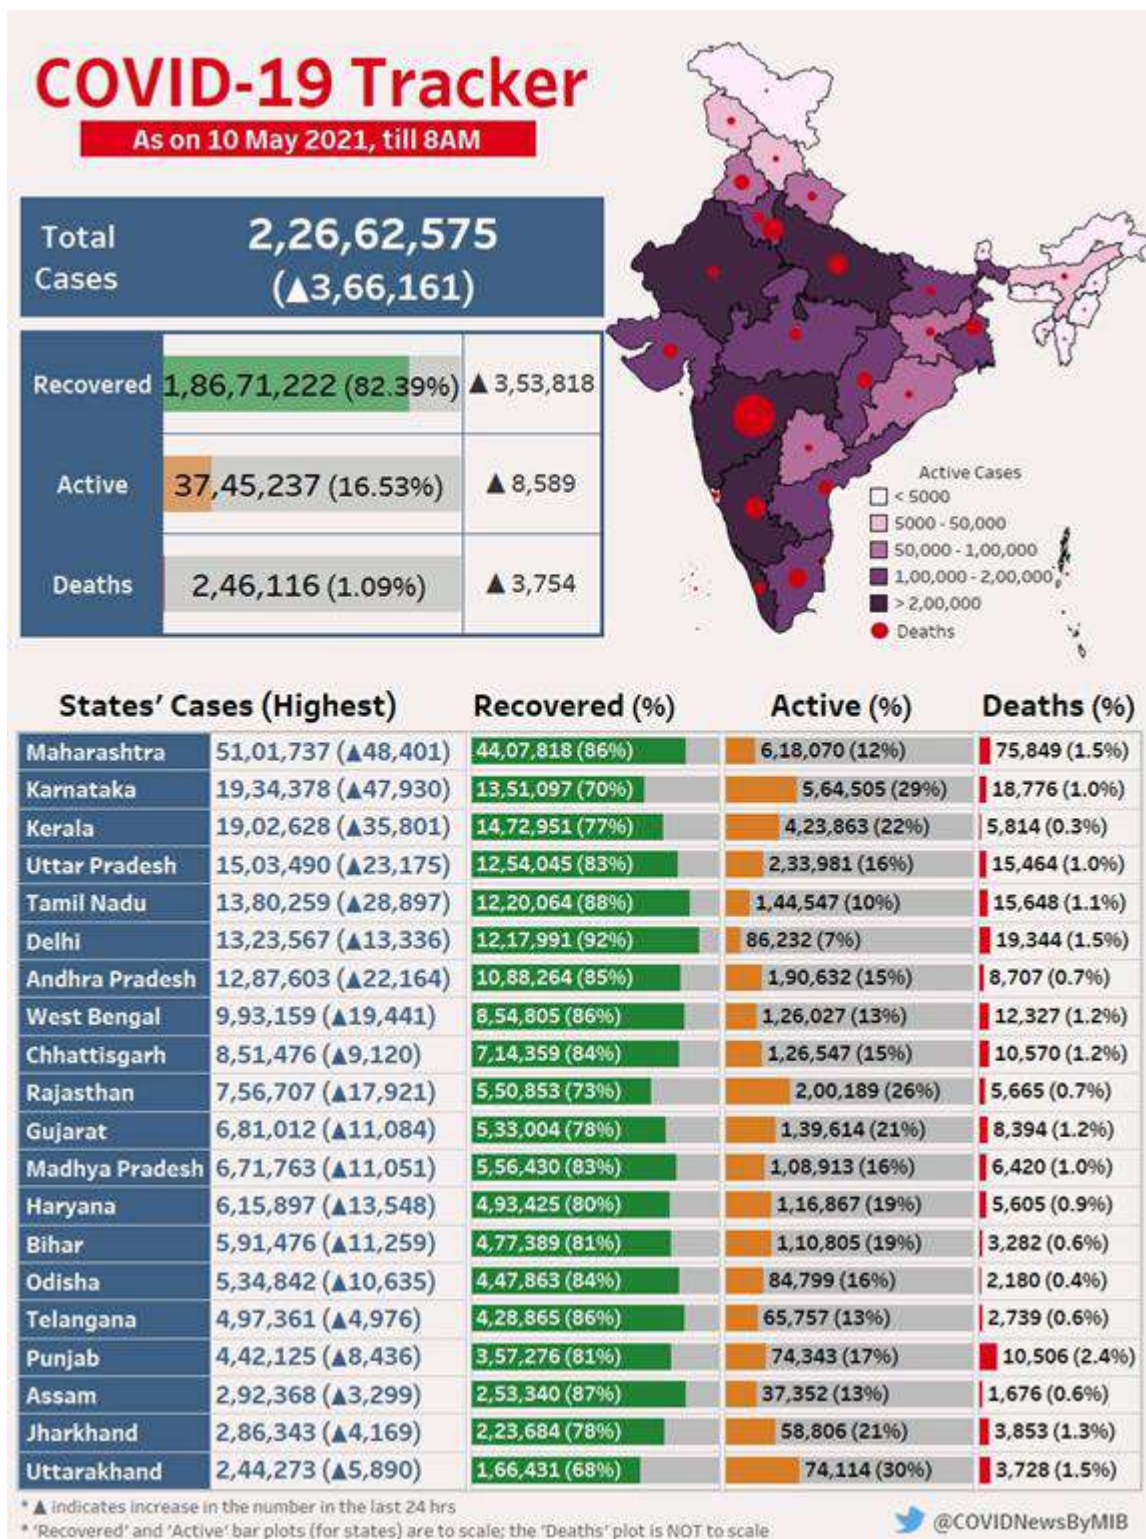 COVID-19 Tracker
As on 10 May 2021, till 8AM
Total Cases 2,26,62,575
(▲3,66,161)
Recovered 1,86,71,222 (82.39%) ▲ 3,53,818
Active 37,45,237 (16.53%) ▲ 8,589
Deaths 2,46,116 (1.09%) ▲ 3,754
Active Cases
< 5000
5000 - 50,000
50,000 - 1,00,000
1,00,000 - 2,00,000
> 2,00,000
Deaths
States' Cases (Highest) Recovered (%) Active (%) Deaths (%)
Maharashtra 51,01,737 (▲48,401) 44,07,818 (86%) 6,18,070 (12%) 75,849 (1.5%)
Karnataka 19,34,378 (▲47,930) 13,51,097 (70%) 5,64,505 (29%) 18,776 (1.0%)
Kerala 19,02,628 (▲35,801) 14,72,951 (77%) 4,23,863 (22%) 5,814 (0.3%)
Uttar Pradesh 15,03,490 (▲23,175) 12,54,045 (83%) 2,33,981 (16%) 15,464 (1.0%)
Tamil Nadu 13,80,259 (▲28,897) 12,20,064 (88%) 1,44,547 (10%) 15,648 (1.1%)
Delhi 13,23,567 (▲13,336) 12,17,991 (92%) 86,232 (7%) 19,344 (1.5%)
Andhra Pradesh 12,87,603 (▲22,164) 10,88,264 (85%) 1,90,632 (15%) 8,707 (0.7%)
West Bengal 9,93,159 (▲19,441) 8,54,805 (86%) 1,26,027 (13%) 12,327 (1.2%)
Chhattisgarh 8,51,476 (▲9,120) 7,14,359 (84%) 1,26,547 (15%) 10,570 (1.2%)
Rajasthan 7,56,707 (▲17,921) 5,50,853 (73%) 2,00,189 (26%) 5,665 (0.7%)
Gujarat 6,81,012 (▲11,084) 5,33,004 (78%) 1,39,614 (21%) 8,394 (1.2%)
Madhya Pradesh 6,71,763 (▲11,051) 5,56,430 (83%) 1,08,913 (16%) 6,420 (1.0%)
Haryana 6,15,897 (▲13,548) 4,93,425 (80%) 1,16,867 (19%) 5,605 (0.9%)
Bihar 5,91,476 (▲11,259) 4,77,389 (81%) 1,10,805 (19%) 3,282 (0.6%)
Odisha 5,34,842 (▲10,635) 4,47,863 (84%) 84,799 (16%) 2,180 (0.4%)
Telangana 4,97,361 (▲4,976) 4,28,865 (86%) 65,757 (13%) 2,739 (0.6%)
Punjab 4,42,125 (▲8,436) 3,57,276 (81%) 74,343 (17%) 10,506 (2.4%)
Assam 2,92,368 (▲3,299) 2,53,340 (87%) 37,352 (13%) 1,676 (0.6%)
Jharkhand 2,86,343 (▲4,169) 2,23,684 (78%) 58,806 (21%) 3,853 (1.3%)
Uttarakhand 2,44,273 (▲5,890) 1,66,431 (68%) 74,114 (30%) 3,728 (1.5%)
* ▲ indicates increase in the number in the last 24 hrs
* 'Recovered' and 'Active' bar plots (for states) are to scale; the 'Deaths' plot is NOT to scale
@COVIDNewsByMIB